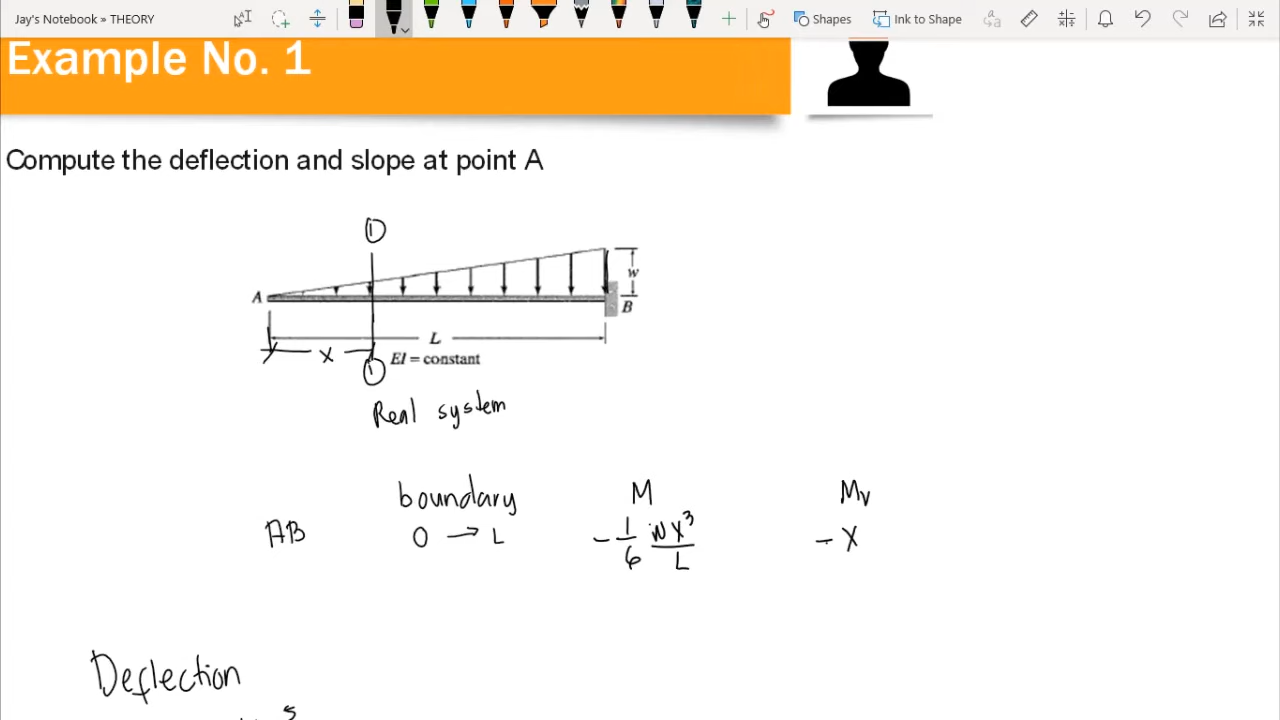 Jay's Notebook » THEORY
Shapes
Ink to Shape
Example No. 1
Compute the deflection and slope at point A
1
A
w
B
L
x
1
EI = constant
Real system
boundary M Mv
AB 0 → L - 1/6 wx³/L - x
Deflection